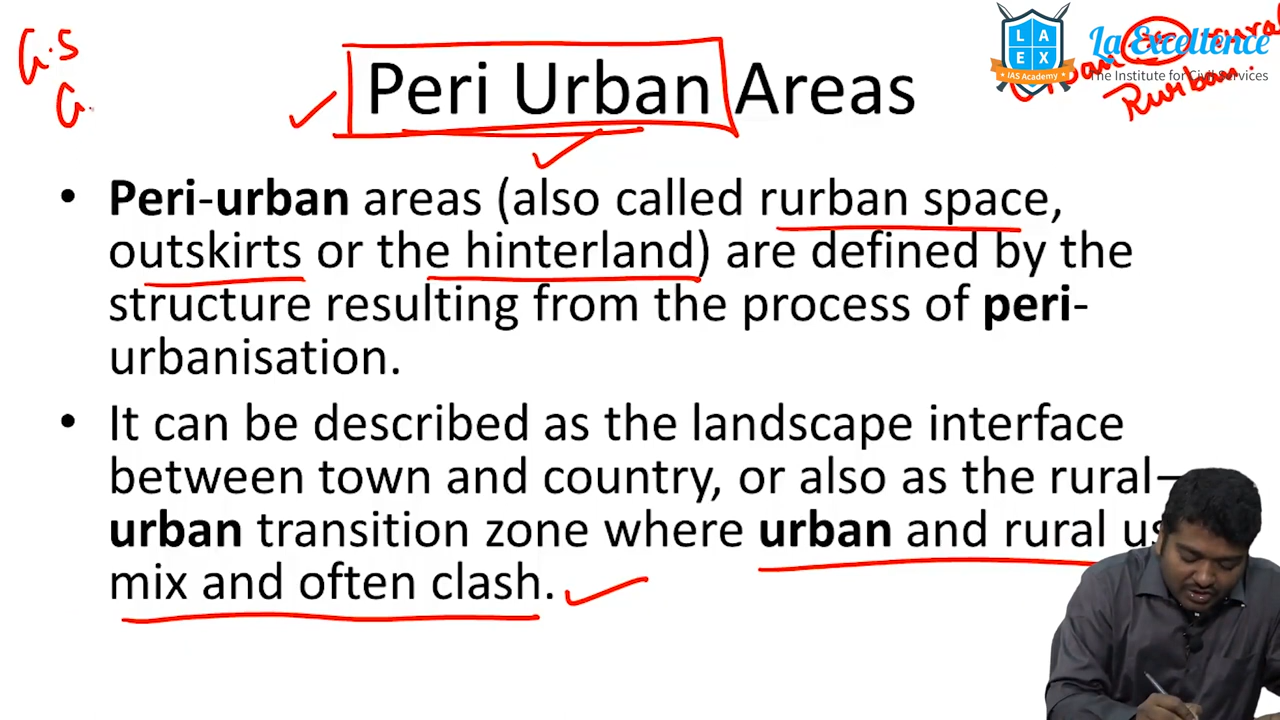 G.S
G.
Peri Urban Areas
L A
E X
IAS Academy
La Excellence
The Institute for Civil Services
Rurban
• Peri-urban areas (also called rurban space,
outskirts or the hinterland) are defined by the
structure resulting from the process of peri-
urbanisation.
• It can be described as the landscape interface
between town and country, or also as the rural–
urban transition zone where urban and rural
mix and often clash.